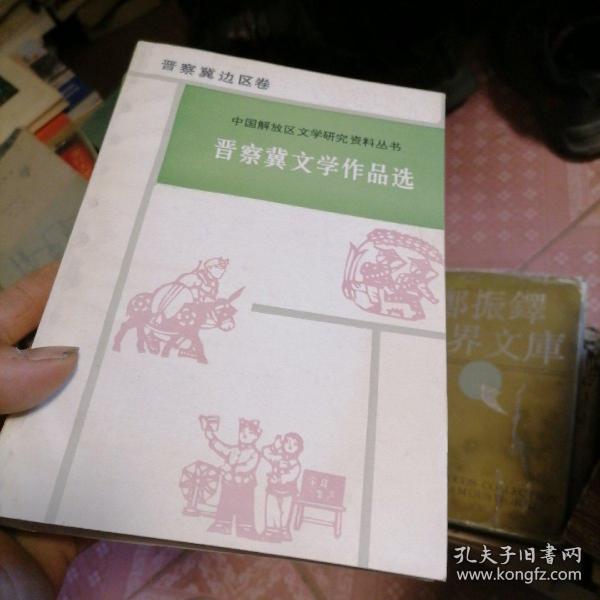 晋察冀边区卷
中国解放区文学研究资料丛书
晋察冀文学作品选
郑振鐸
界文庫
孔夫子旧书网
www.kongfz.com